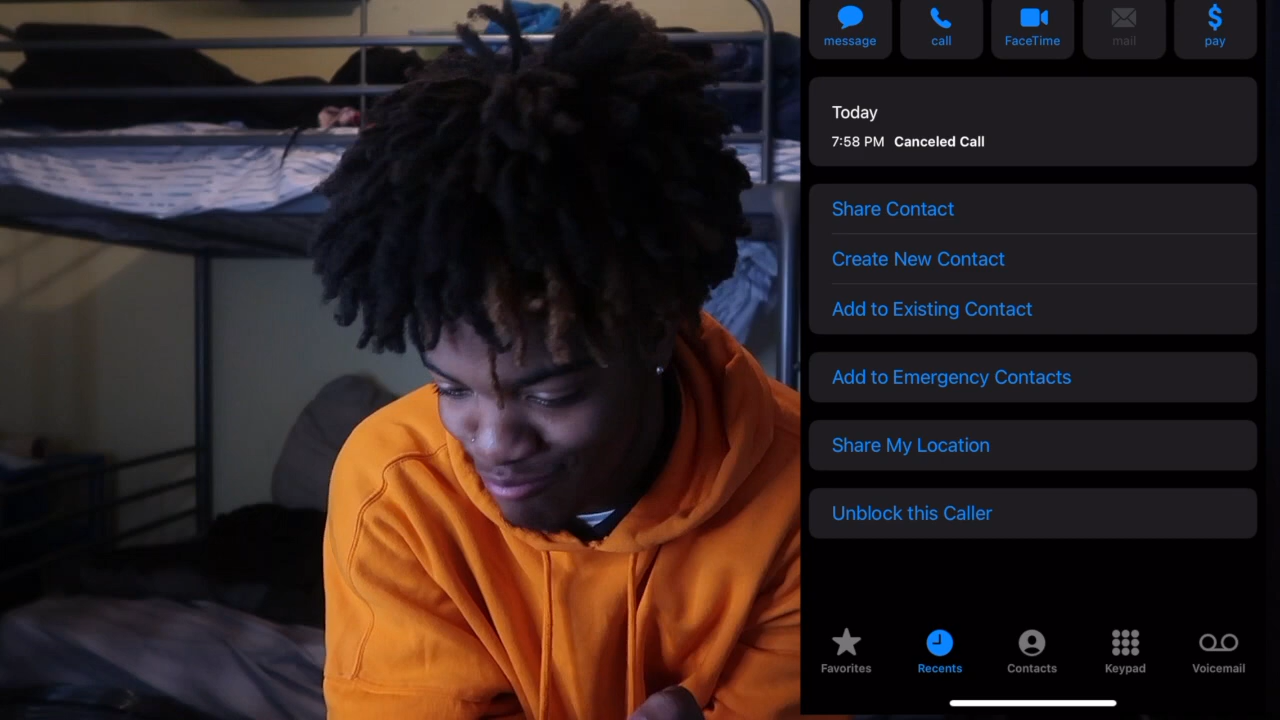 message call FaceTime mail pay
Today
7:58 PM Canceled Call
Share Contact
Create New Contact
Add to Existing Contact
Add to Emergency Contacts
Share My Location
Unblock this Caller
Favorites Recents Contacts Keypad Voicemail